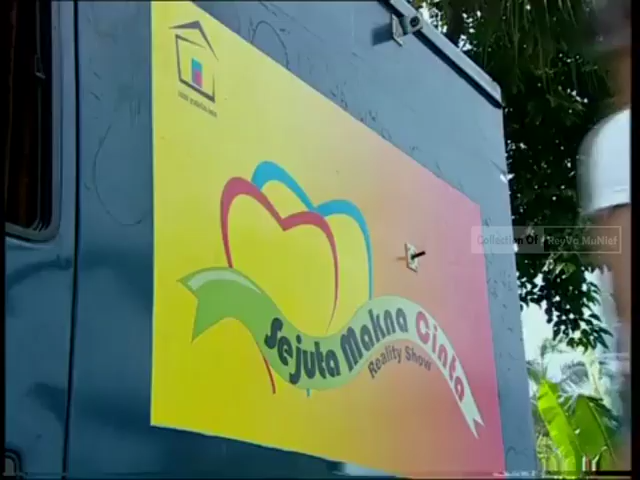 Sejuta Makna Cinta
Reality Show
Collection Of / ReyVa MuNief